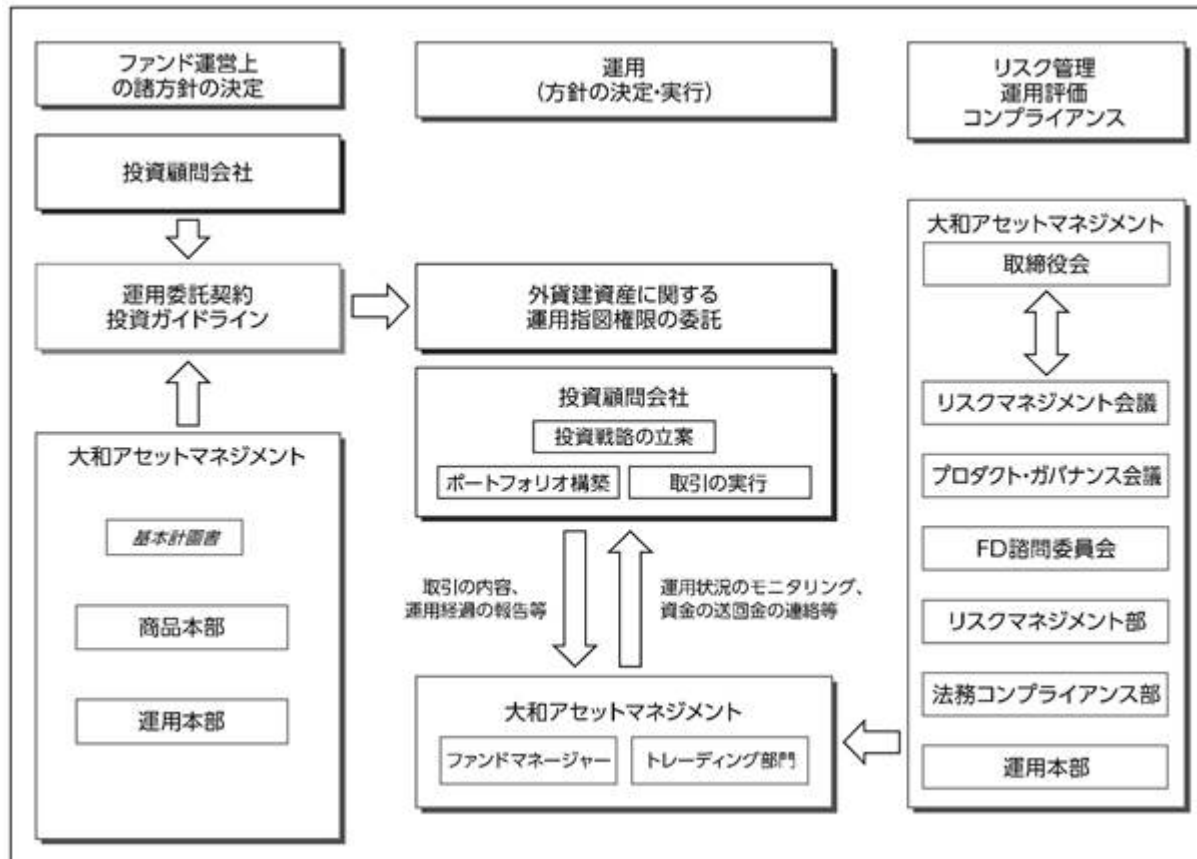 ファンド運営上
の諸方針の決定
投資顧問会社
運用委託契約
投資ガイドライン
大和アセットマネジメント
基本計画書
商品本部
運用本部
運用
(方針の決定・実行)
外貨建資産に関する
運用指図権限の委託
投資顧問会社
投資戦略の立案
ポートフォリオ構築
取引の実行
取引の内容、
運用経過の報告等
運用状況のモニタリング、
資金の送回金の連絡等
大和アセットマネジメント
ファンドマネージャー
トレーディング部門
リスク管理
運用評価
コンプライアンス
大和アセットマネジメント
取締役会
リスクマネジメント会議
プロダクト・ガバナンス会議
FD諮問委員会
リスクマネジメント部
法務コンプライアンス部
運用本部